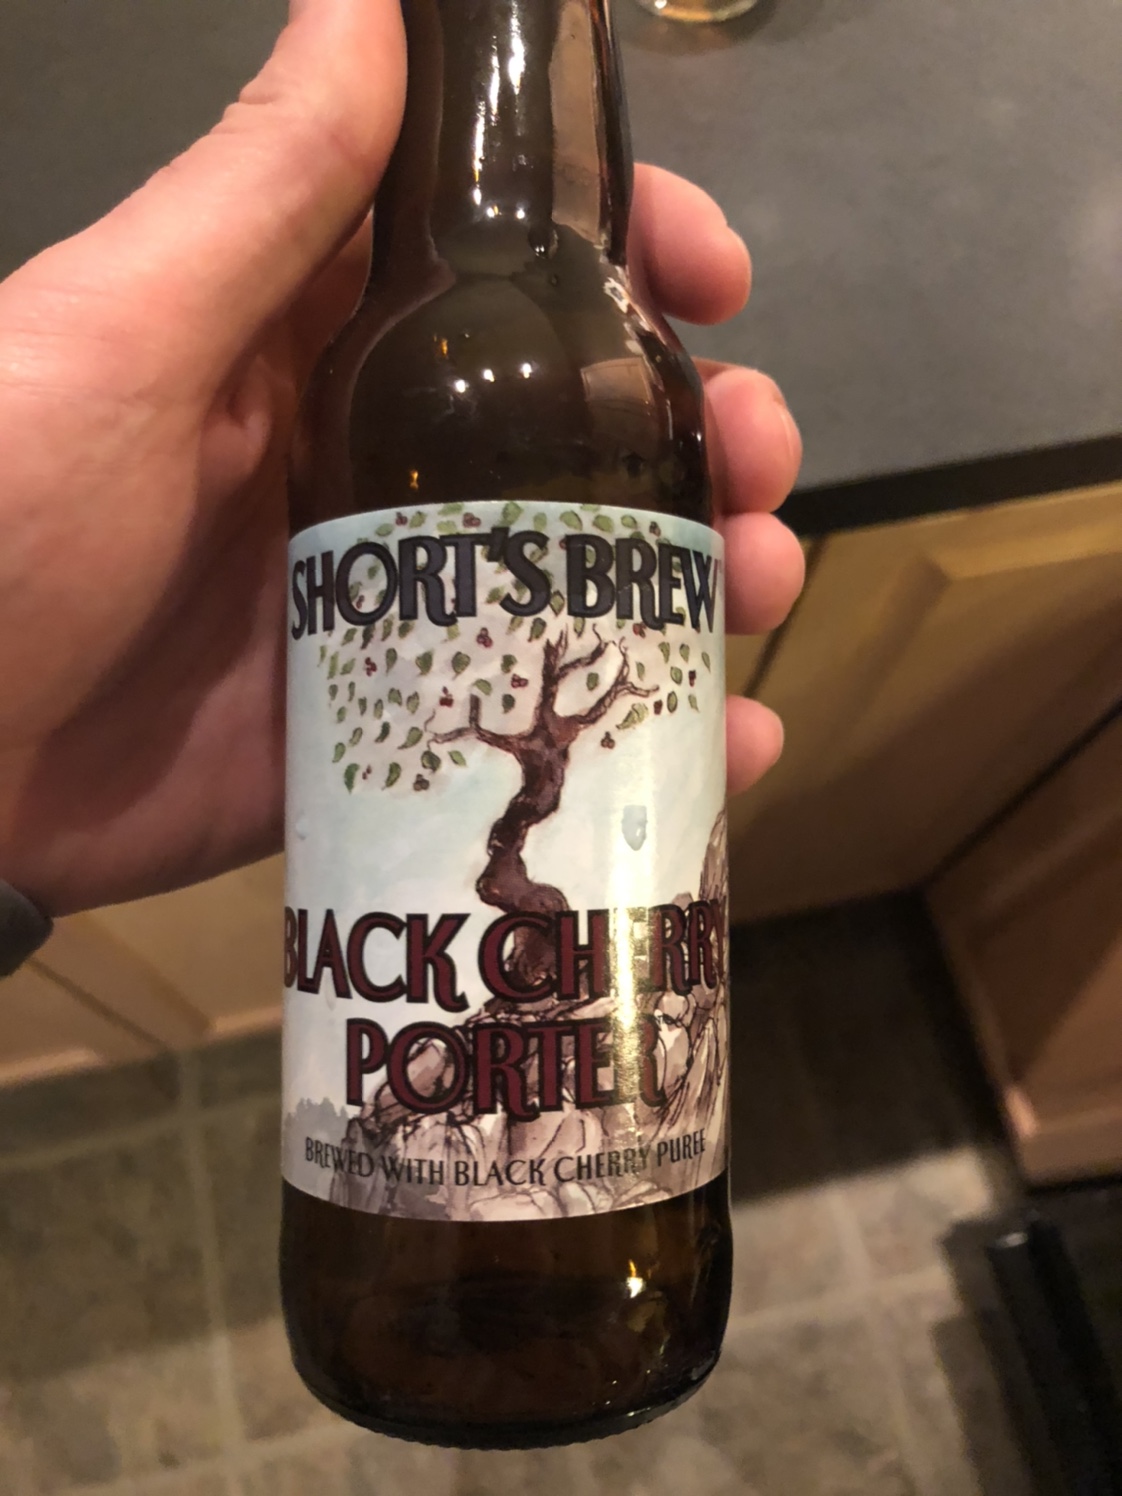 SHORT'S BREW
BLACK CHERRY
PORTER
BREWED WITH BLACK CHERRY PUREE